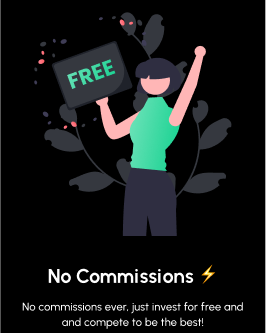 FREE
No Commissions ⚡
No commissions ever, just invest for free and
and compete to be the best!